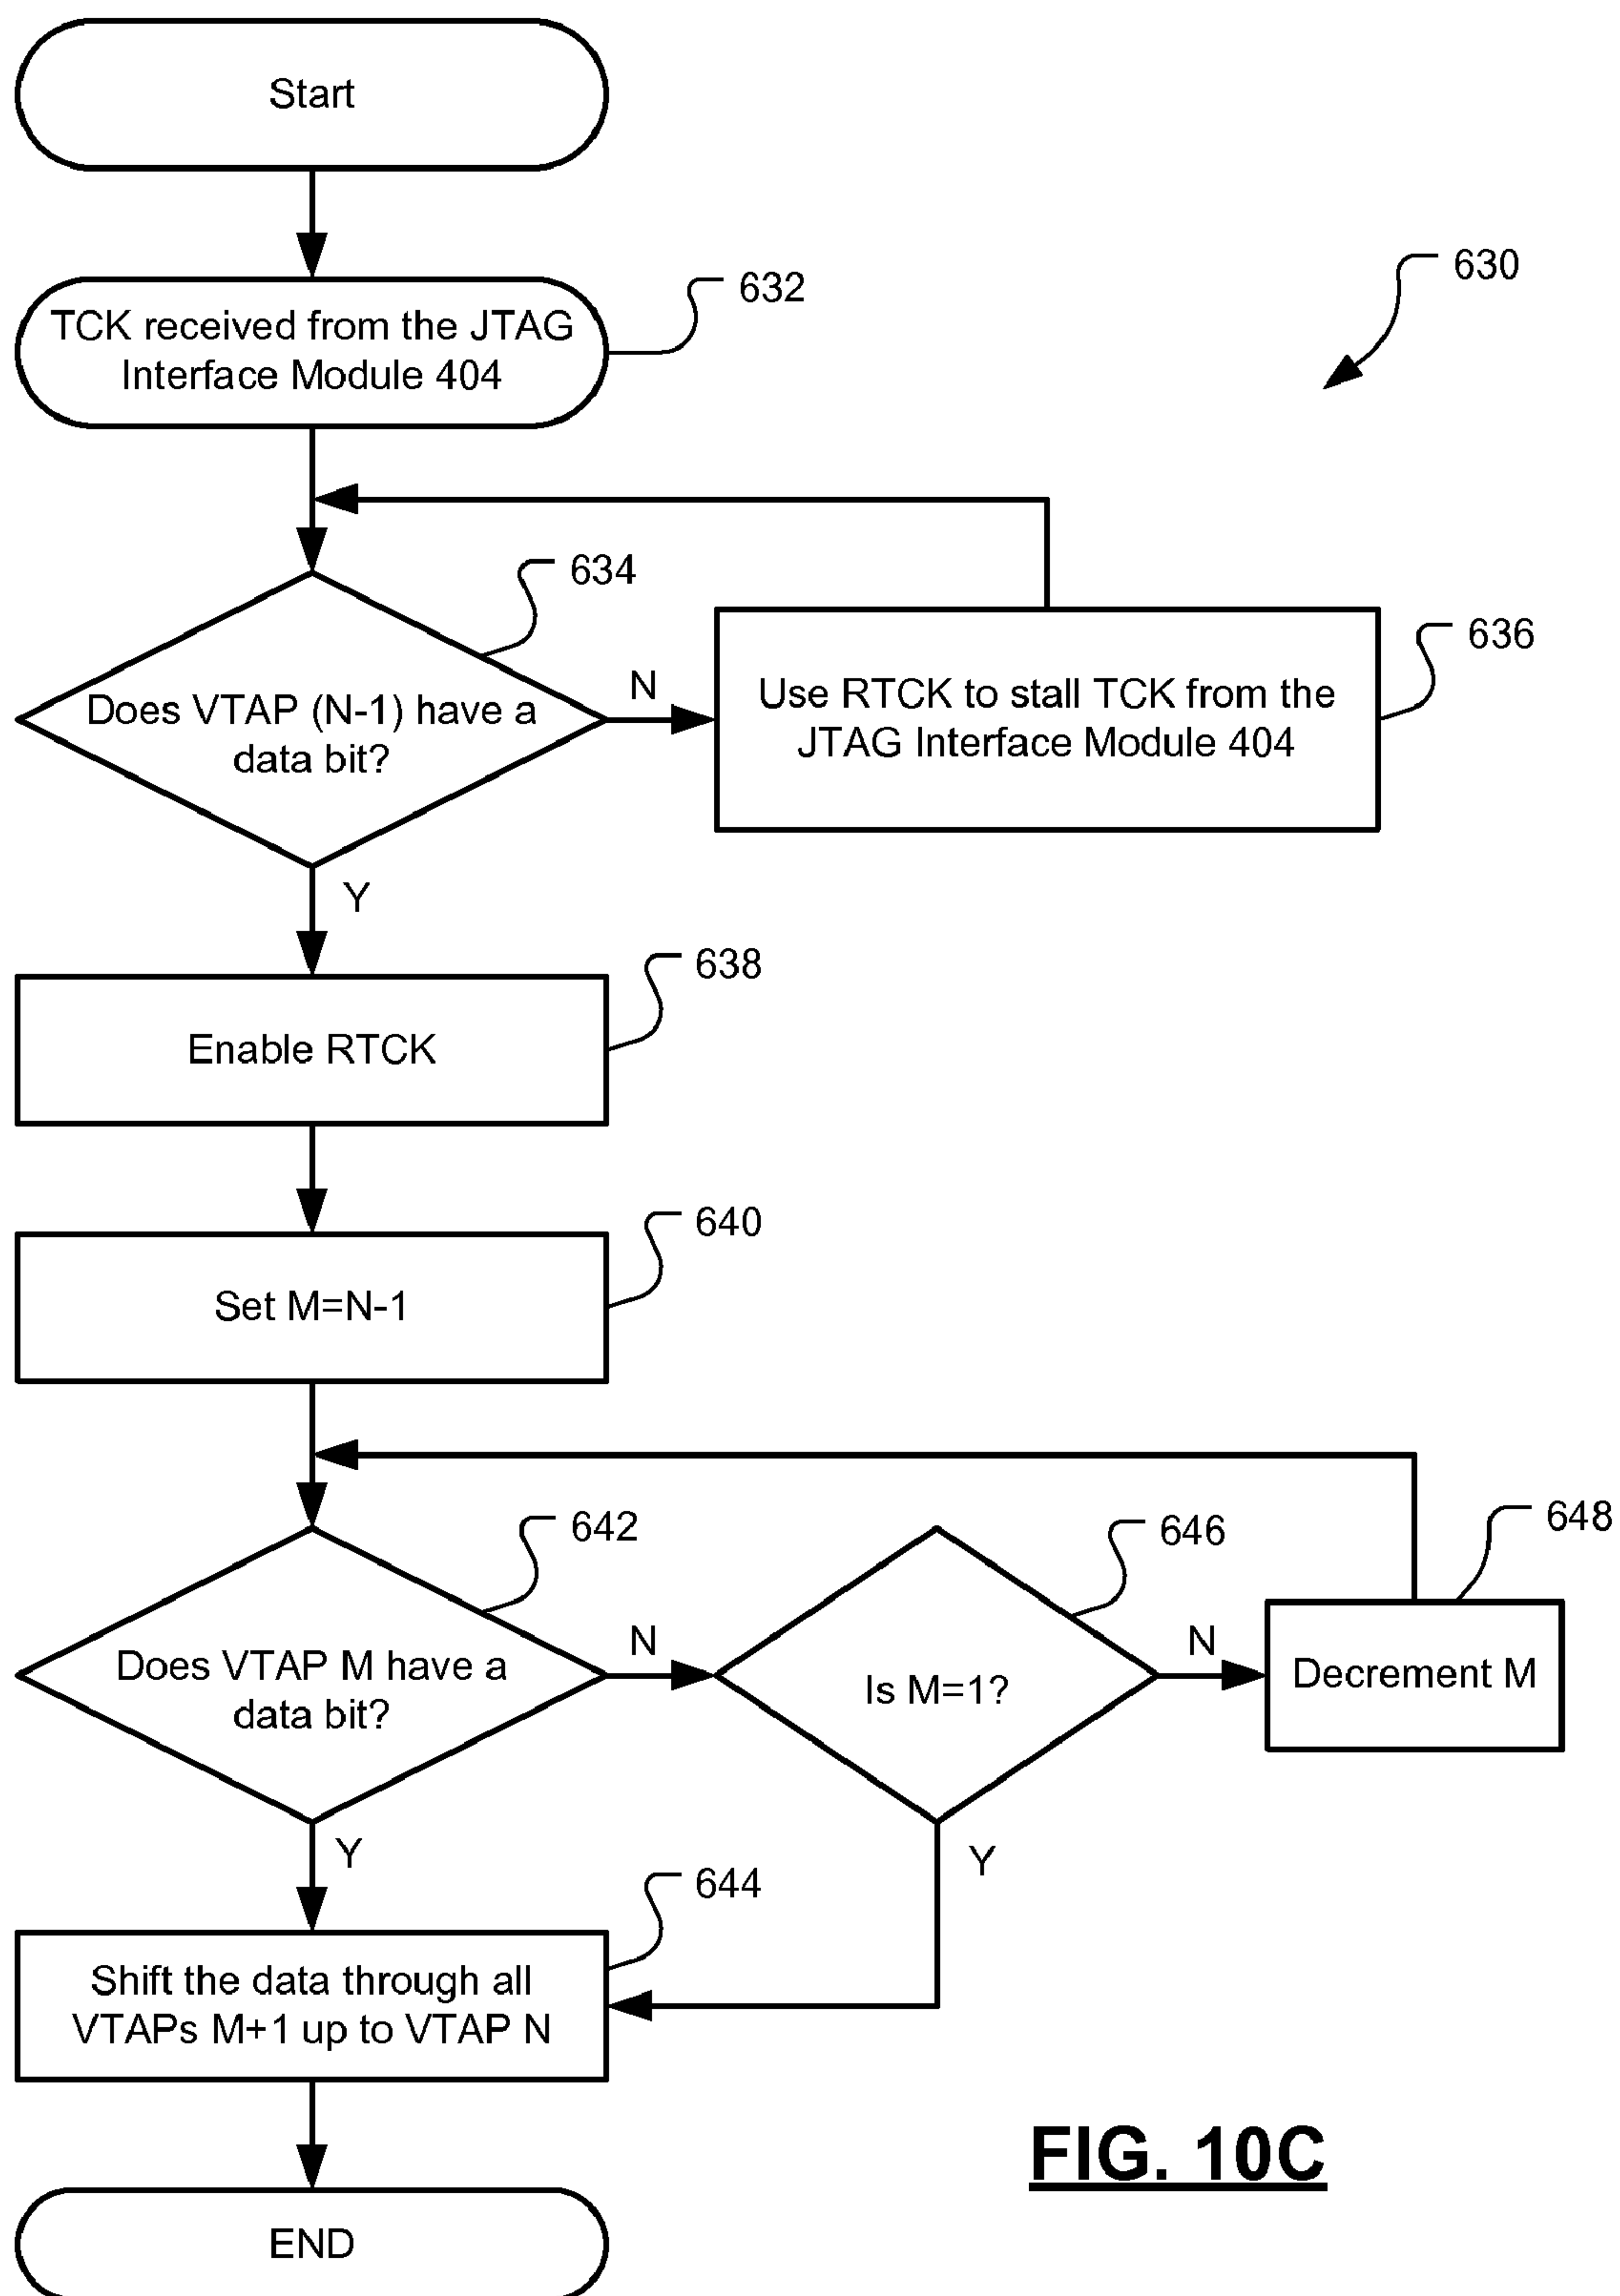 Start
630
632
TCK received from the JTAG
Interface Module 404
634
636
N
Does VTAP (N-1) have a
data bit?
Use RTCK to stall TCK from the
JTAG Interface Module 404
Y
638
Enable RTCK
640
Set M=N-1
642
646
648
N
N
Does VTAP M have a
data bit?
Is M=1?
Decrement M
Y
Y
644
Shift the data through all
VTAPs M+1 up to VTAP N
FIG. 10C
END